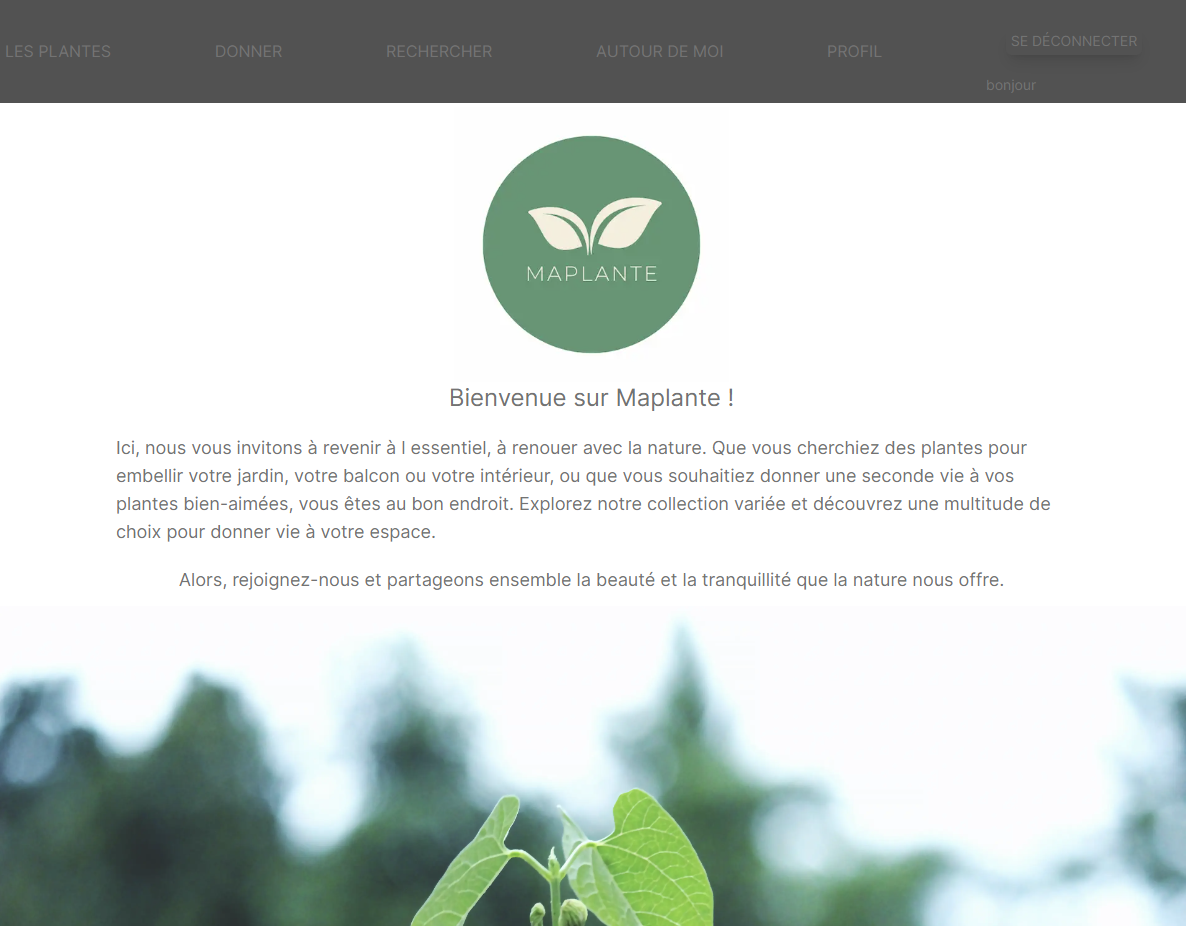 LES PLANTES DONNER RECHERCHER AUTOUR DE MOI PROFIL SE DÉCONNECTER
bonjour
MAPLANTE
Bienvenue sur Maplante !
Ici, nous vous invitons à revenir à l essentiel, à renouer avec la nature. Que vous cherchiez des plantes pour
embellir votre jardin, votre balcon ou votre intérieur, ou que vous souhaitiez donner une seconde vie à vos
plantes bien-aimées, vous êtes au bon endroit. Explorez notre collection variée et découvrez une multitude de
choix pour donner vie à votre espace.
Alors, rejoignez-nous et partageons ensemble la beauté et la tranquillité que la nature nous offre.